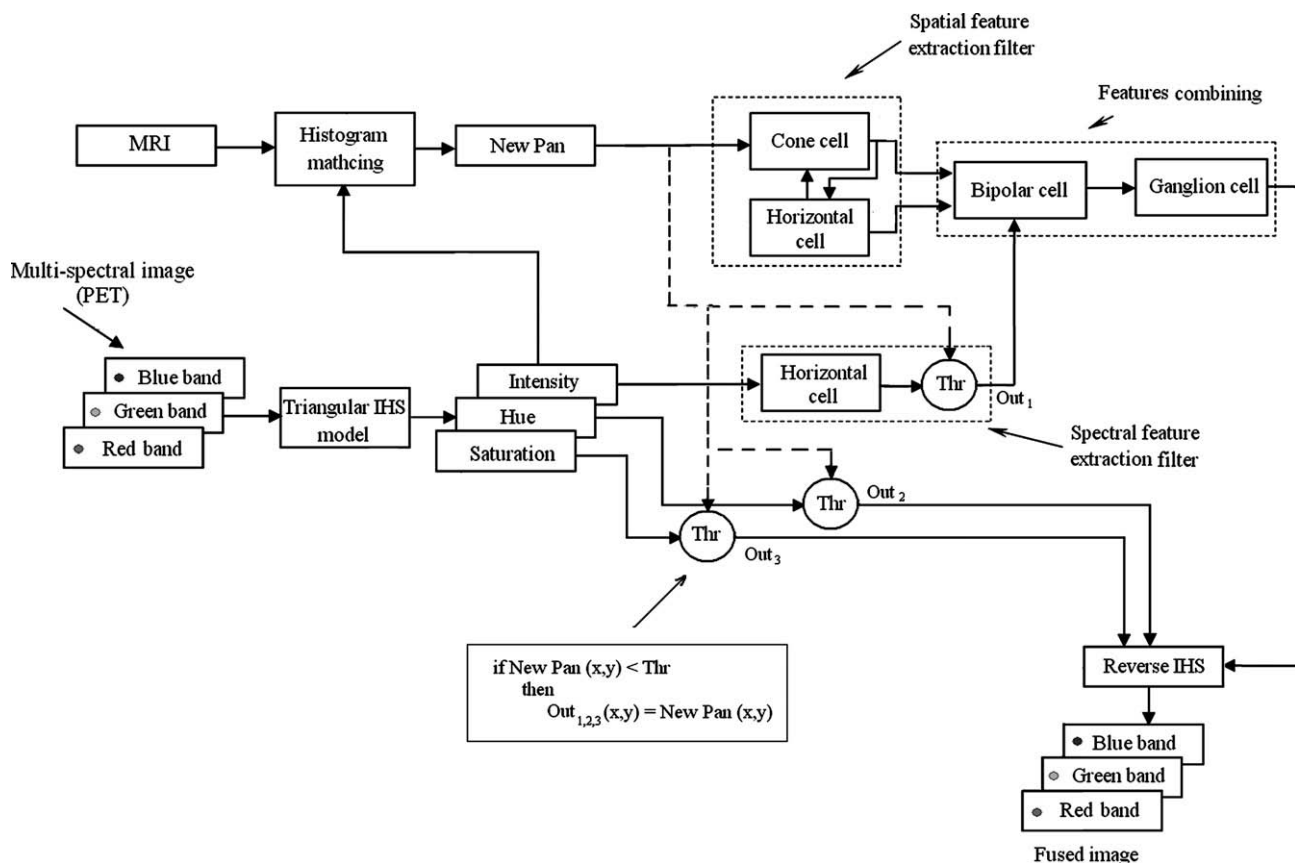 Spatial feature
extraction filter
Features combining
MRI
Histogram
mathcing
New Pan
Cone cell
Horizontal
cell
Bipolar cell
Ganglion cell
Multi-spectral image
(PET)
Blue band
Green band
Red band
Triangular IHS
model
Intensity
Hue
Saturation
Horizontal
cell
Thr
Out1
Spectral feature
extraction filter
Thr
Out2
Thr
Out3
if New Pan (x,y) < Thr
then
Out1,2,3(x,y) = New Pan (x,y)
Reverse IHS
Blue band
Green band
Red band
Fused image